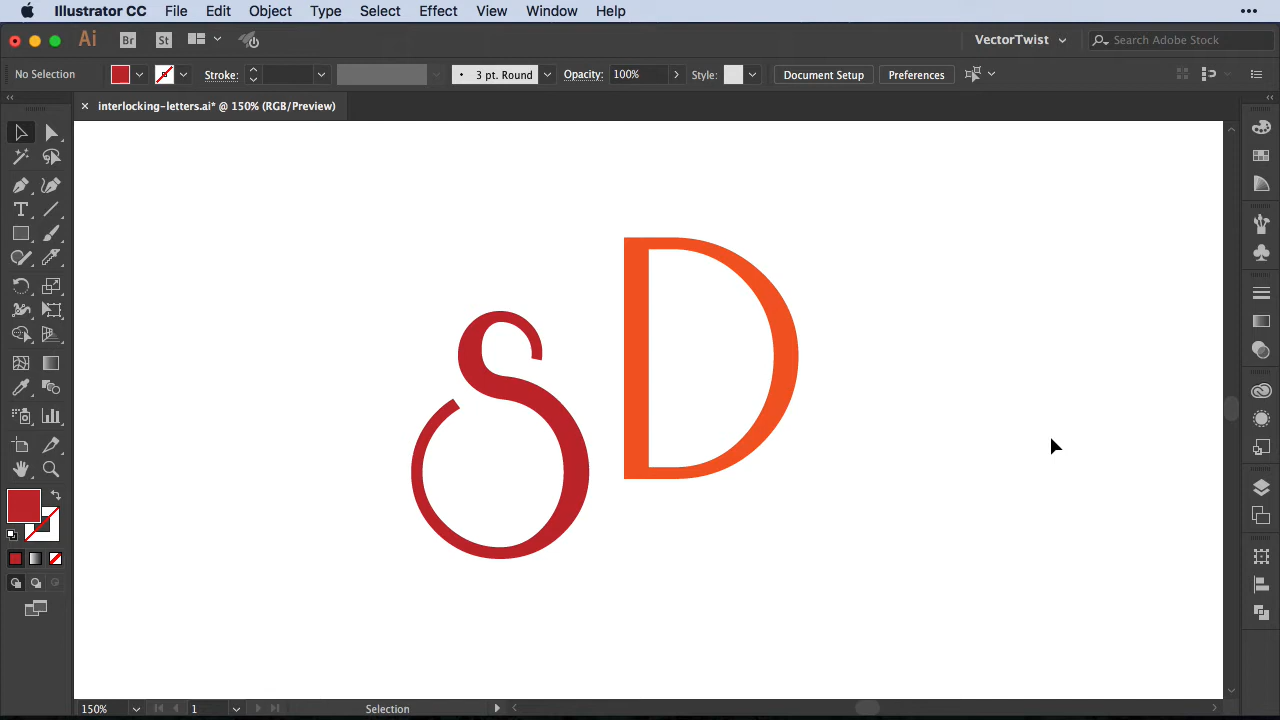 Illustrator CC File Edit Object Type Select Effect View Window Help
Ai Br St VectorTwist Search Adobe Stock
No Selection Stroke: 3 pt. Round Opacity: 100% Style: Document Setup Preferences
× interlocking-letters.ai* @ 150% (RGB/Preview)
S D
T
150% 1 Selection